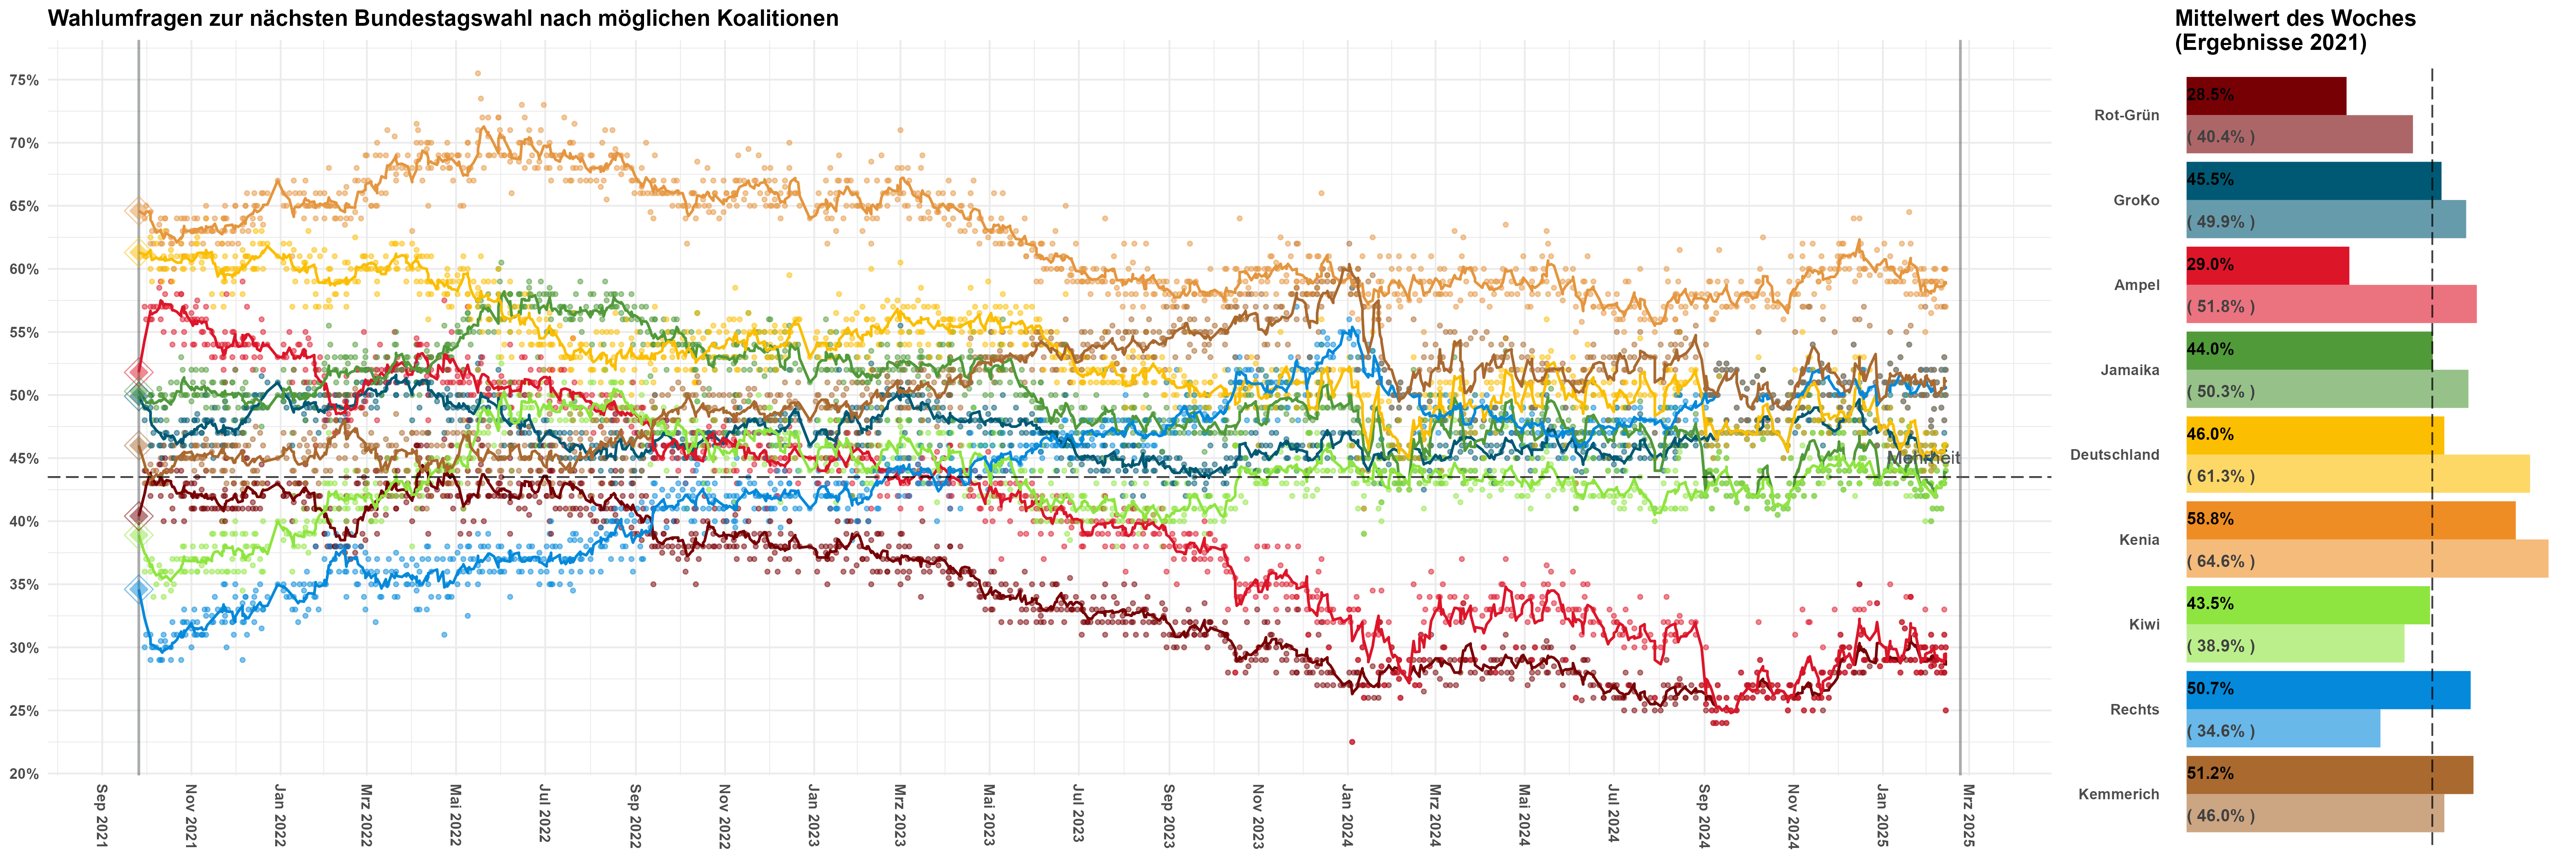 Wahlumfragen zur nächsten Bundestagswahl nach möglichen Koalitionen
75%
70%
65%
60%
55%
50%
45%
40%
35%
30%
25%
20%
Mehrheit
Sep 2021
Nov 2021
Jan 2022
Mrz 2022
Mai 2022
Jul 2022
Sep 2022
Nov 2022
Jan 2023
Mrz 2023
Mai 2023
Jul 2023
Sep 2023
Nov 2023
Jan 2024
Mrz 2024
Mai 2024
Jul 2024
Sep 2024
Nov 2024
Jan 2025
Mrz 2025
Mittelwert des Woches
(Ergebnisse 2021)
Rot-Grün
28.5%
( 40.4% )
GroKo
45.5%
( 49.9% )
Ampel
29.0%
( 51.8% )
Jamaika
44.0%
( 50.3% )
Deutschland
46.0%
( 61.3% )
Kenia
58.8%
( 64.6% )
Kiwi
43.5%
( 38.9% )
Rechts
50.7%
( 34.6% )
Kemmerich
51.2%
( 46.0% )